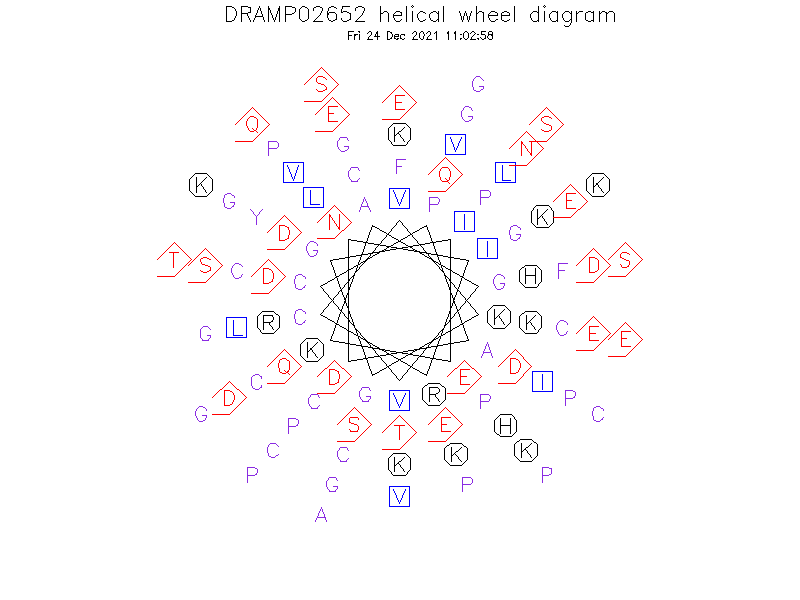 DRAMP02652 helical wheel diagram
Fri 24 Dec 2021 11:02:58
S G
E
E G
Q S
K
G V
P N
F
V C Q L
K K
L V P
G A P E
Y K
N I
D G
G I
T S
S D
C F
D H
C G
C K
R K
L C
G E
E
K A
Q D
D E
C I
G R
D C V P P
G C
P S E H
T
C C K K
K
P P
G P
V
A